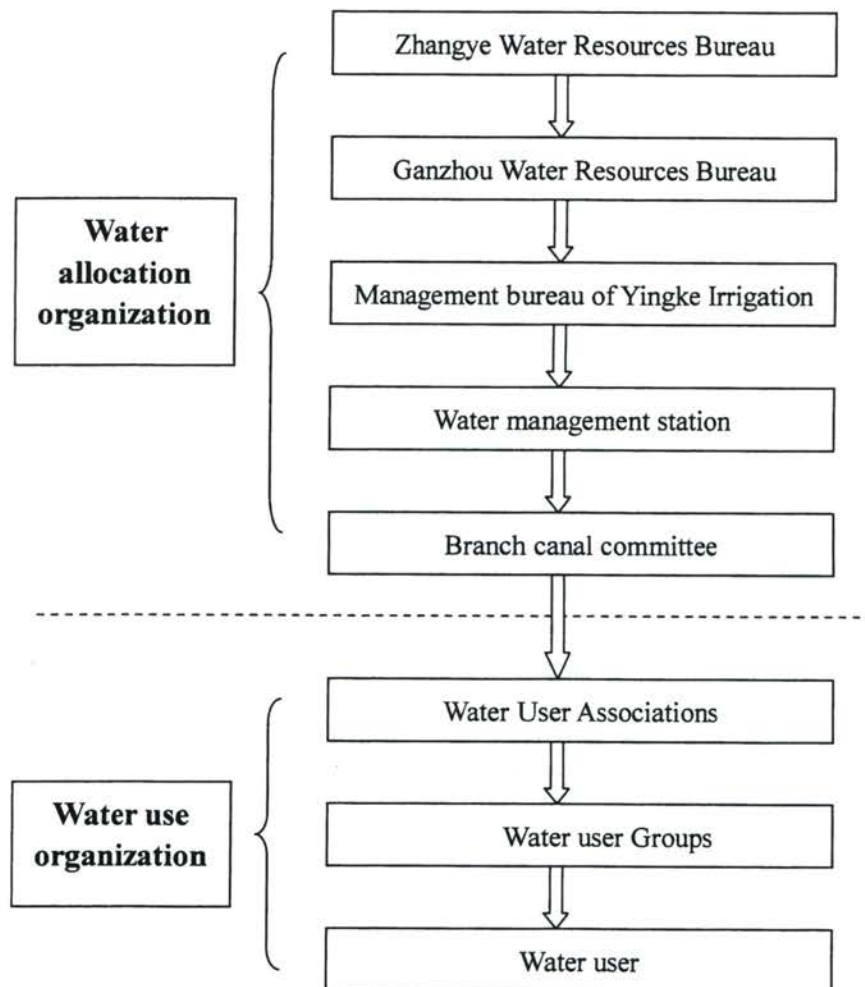 Zhangye Water Resources Bureau
Ganzhou Water Resources Bureau
Water
allocation
organization
Management bureau of Yingke Irrigation
Water management station
Branch canal committee
Water User Associations
Water use
organization
Water user Groups
Water user